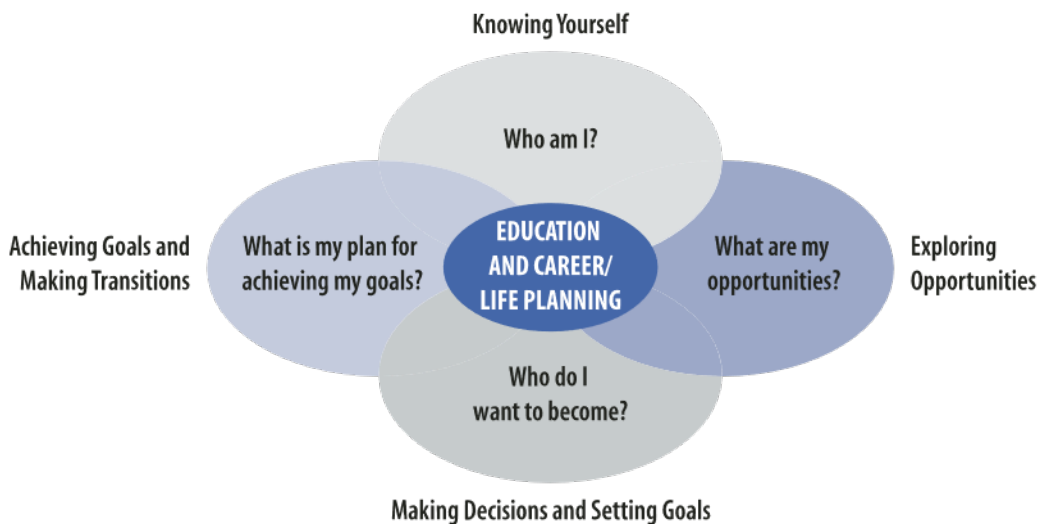 Knowing Yourself
Who am I?
Achieving Goals and
Making Transitions
What is my plan for
achieving my goals?
EDUCATION
AND CAREER/
LIFE PLANNING
What are my
opportunities?
Exploring
Opportunities
Who do I
want to become?
Making Decisions and Setting Goals